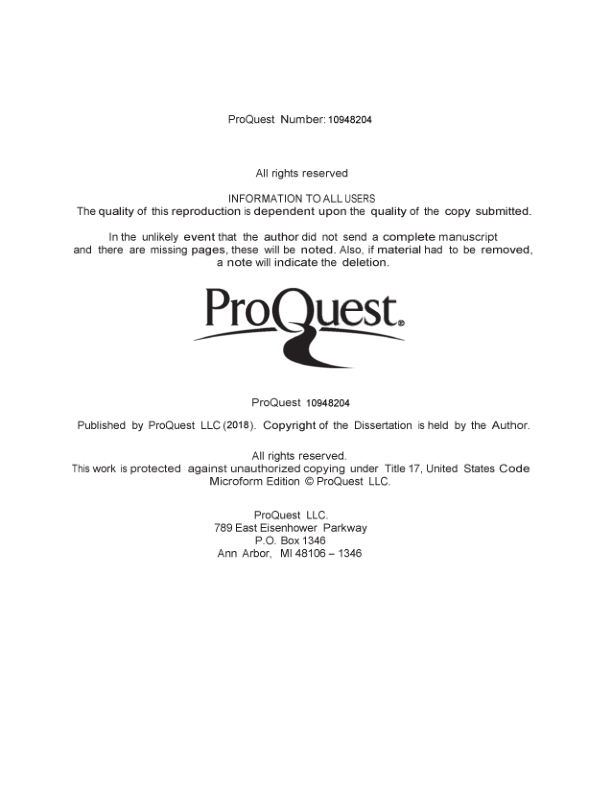 ProQuest Number: 10948204
All rights reserved
INFORMATION TO ALL USERS
The quality of this reproduction is dependent upon the quality of the copy submitted.
In the unlikely event that the author did not send a complete manuscript
and there are missing pages, these will be noted. Also, if material had to be removed,
a note will indicate the deletion.
ProQuest®
ProQuest 10948204
Published by ProQuest LLC (2018). Copyright of the Dissertation is held by the Author.
All rights reserved.
This work is protected against unauthorized copying under Title 17, United States Code
Microform Edition © ProQuest LLC.
ProQuest LLC.
789 East Eisenhower Parkway
P.O. Box 1346
Ann Arbor, MI 48106 – 1346